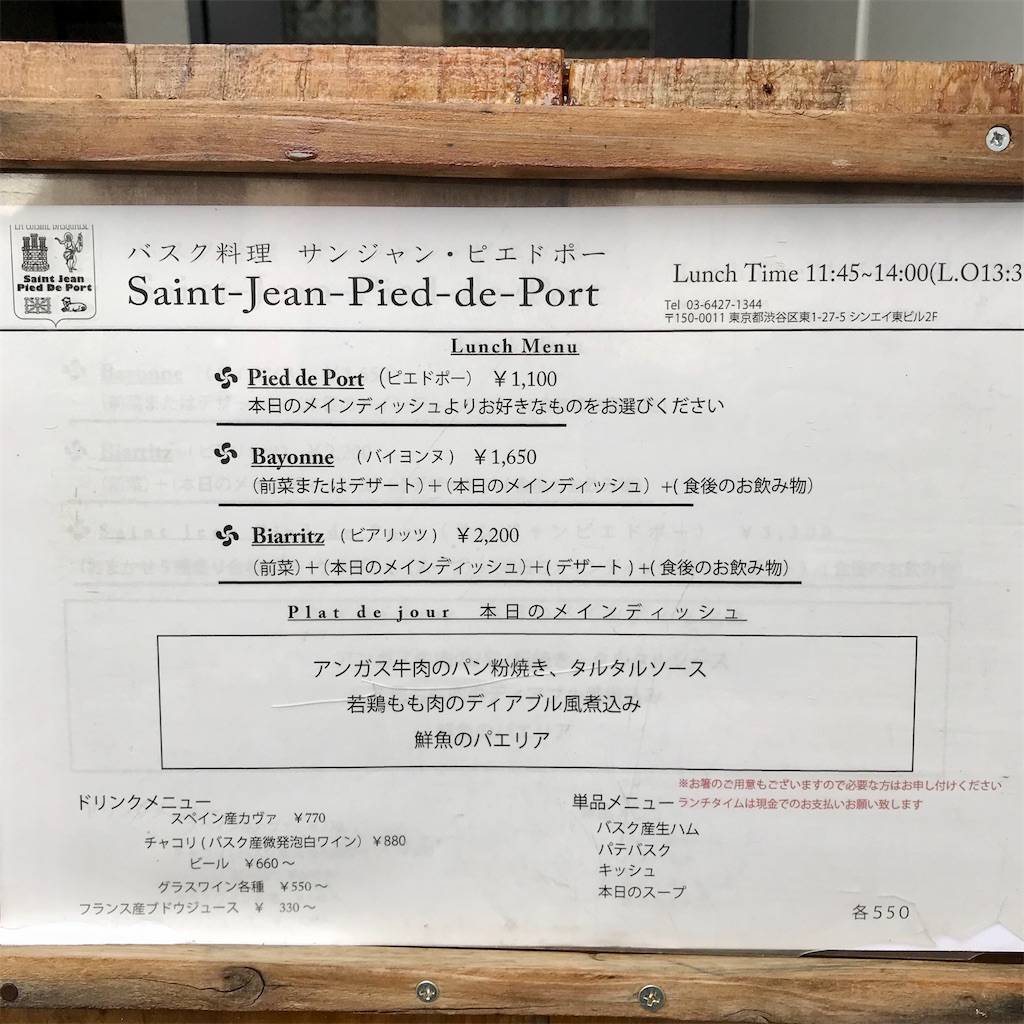 LA CUISINE BASQUAISE
Saint Jean
Pied De Port
バスク料理 サンジャン・ピエドポー
Saint-Jean-Pied-de-Port
Lunch Time 11:45~14:00(L.O13:3
Tel 03-6427-1344
〒150-0011 東京都渋谷区東1-27-5 シンエイ東ビル2F
Lunch Menu
Pied de Port (ピエドポー) ￥1,100
本日のメインディッシュよりお好きなものをお選びください
Bayonne (バイヨンヌ) ￥1,650
(前菜またはデザート)+(本日のメインディッシュ) +(食後のお飲み物)
Biarritz (ビアリッツ) ￥2,200
(前菜)+(本日のメインディッシュ)+(デザート)+(食後のお飲み物)
Plat de jour 本日のメインディッシュ
アンガス牛肉のパン粉焼き、タルタルソース
若鶏もも肉のディアブル風煮込み
鮮魚のパエリア
※お箸のご用意もございますので必要な方はお申し付けください
ランチタイムは現金でのお支払いお願い致します
ドリンクメニュー
スペイン産カヴァ ￥770
チャコリ(バスク産微発泡白ワイン) ￥880
ビール ￥660～
グラスワイン各種 ￥550～
フランス産ブドウジュース ￥ 330～
単品メニュー
バスク産生ハム
パテバスク
キッシュ
本日のスープ
各550